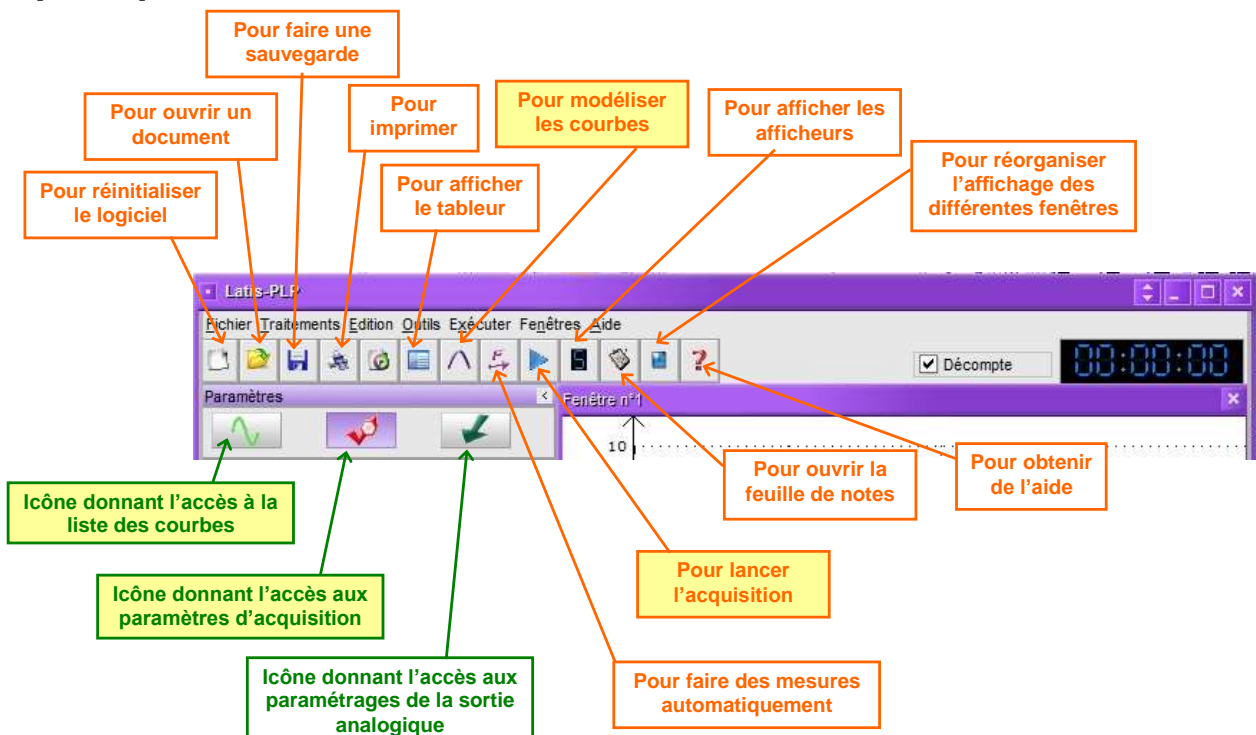 Pour faire une
sauvegarde
Pour ouvrir un
document
Pour
imprimer
Pour modéliser
les courbes
Pour afficher les
afficheurs
Pour réorganiser
l'affichage des
différentes fenêtres
Pour réinitialiser
le logiciel
Pour afficher
le tableur
Latis-PLP
Fichier Traitements Edition Outils Exécuter Fenêtres Aide
Décompte
00:00:00
Paramètres
Fenêtre n°1
10
Pour ouvrir la
feuille de notes
Pour obtenir
de l'aide
Icône donnant l'accès à la
liste des courbes
Pour lancer
l'acquisition
Icône donnant l'accès aux
paramètres d'acquisition
Icône donnant l'accès aux
paramétrages de la sortie
analogique
Pour faire des mesures
automatiquement